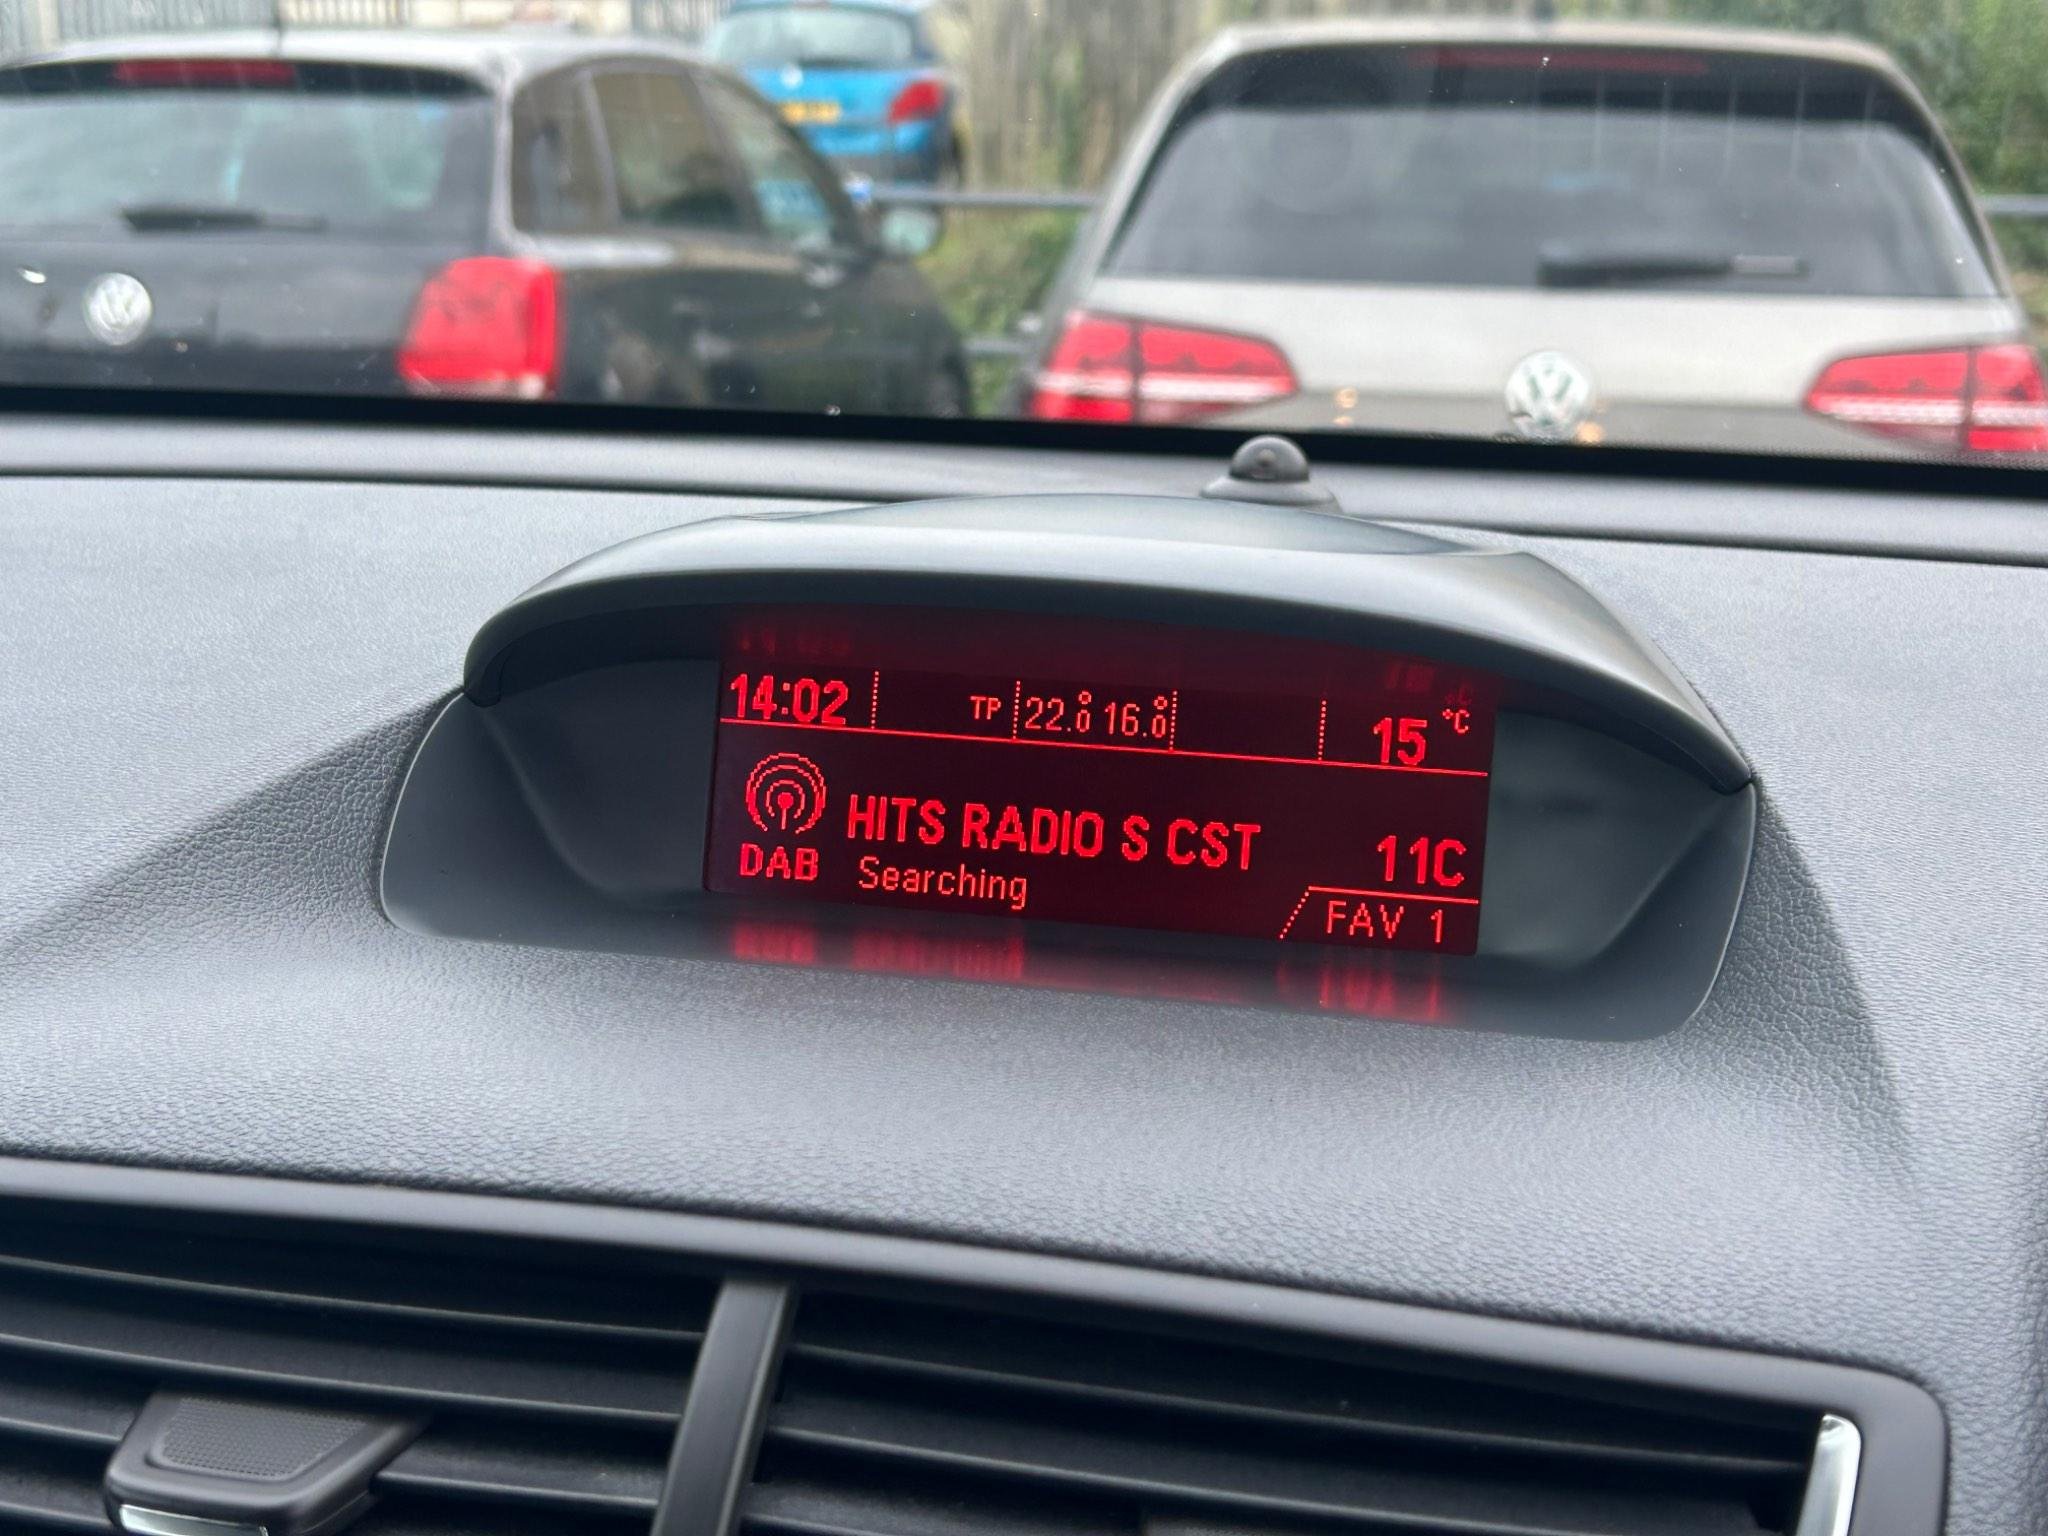 14:02 TP 22.0° 16.0° 15 °C
HITS RADIO S CST 11C
DAB Searching
FAV 1